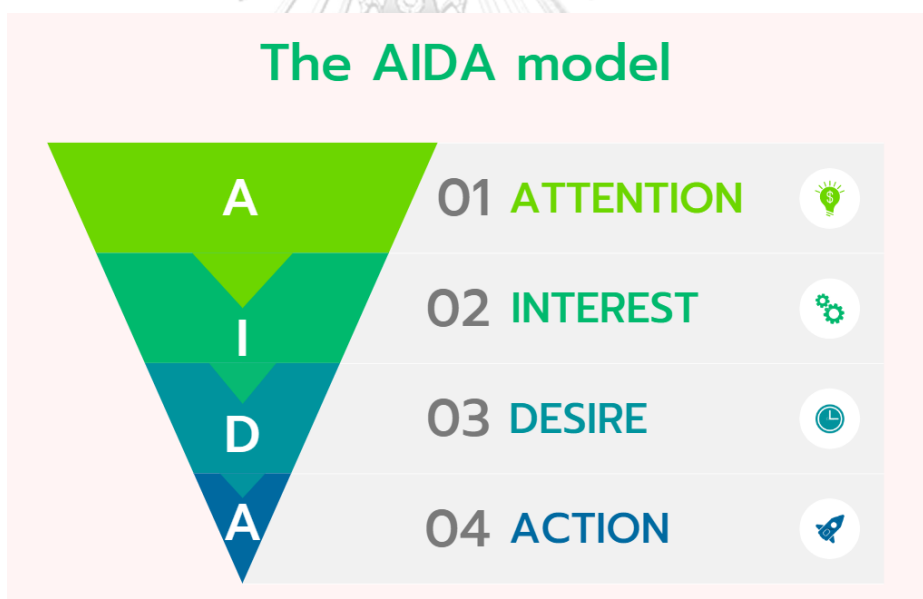 The AIDA model
A 01 ATTENTION $
I 02 INTEREST
D 03 DESIRE
A 04 ACTION